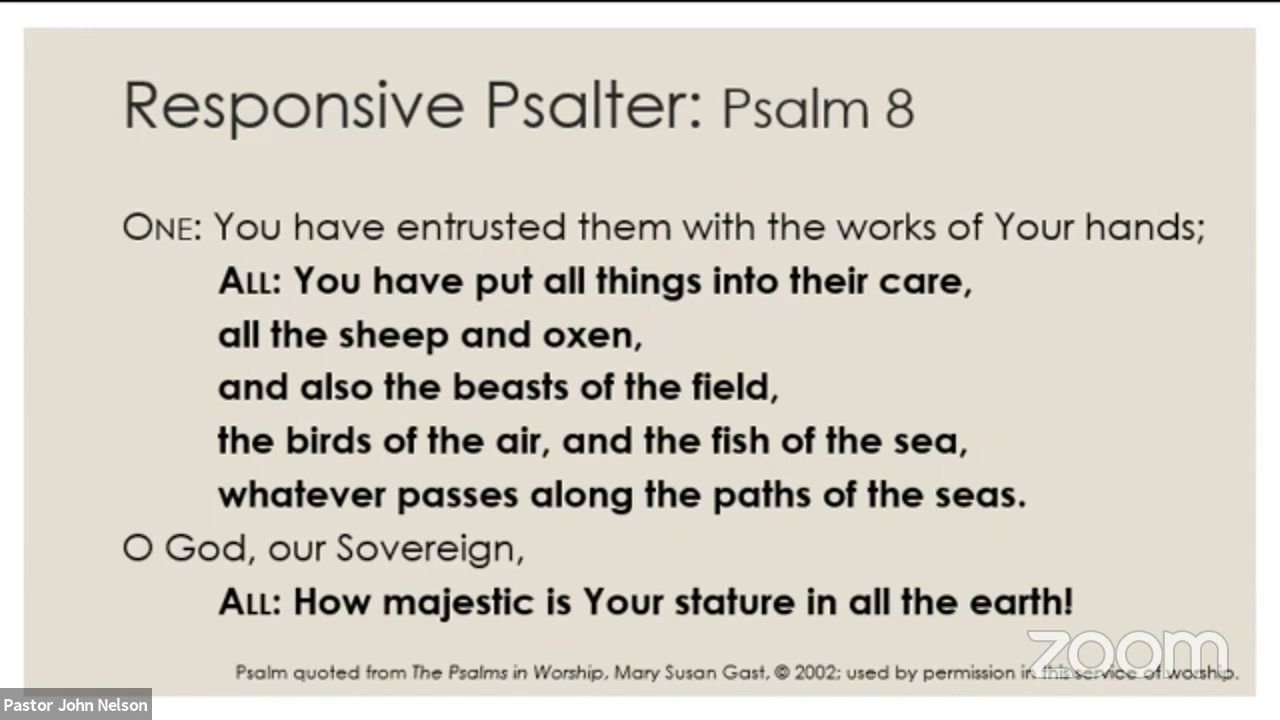 Responsive Psalter: Psalm 8
ONE: You have entrusted them with the works of Your hands;
ALL: You have put all things into their care,
all the sheep and oxen,
and also the beasts of the field,
the birds of the air, and the fish of the sea,
whatever passes along the paths of the seas.
O God, our Sovereign,
ALL: How majestic is Your stature in all the earth!
zoom
Psalm quoted from The Psalms in Worship, Mary Susan Gast, © 2002; used by permission in this service of worship.
Pastor John Nelson